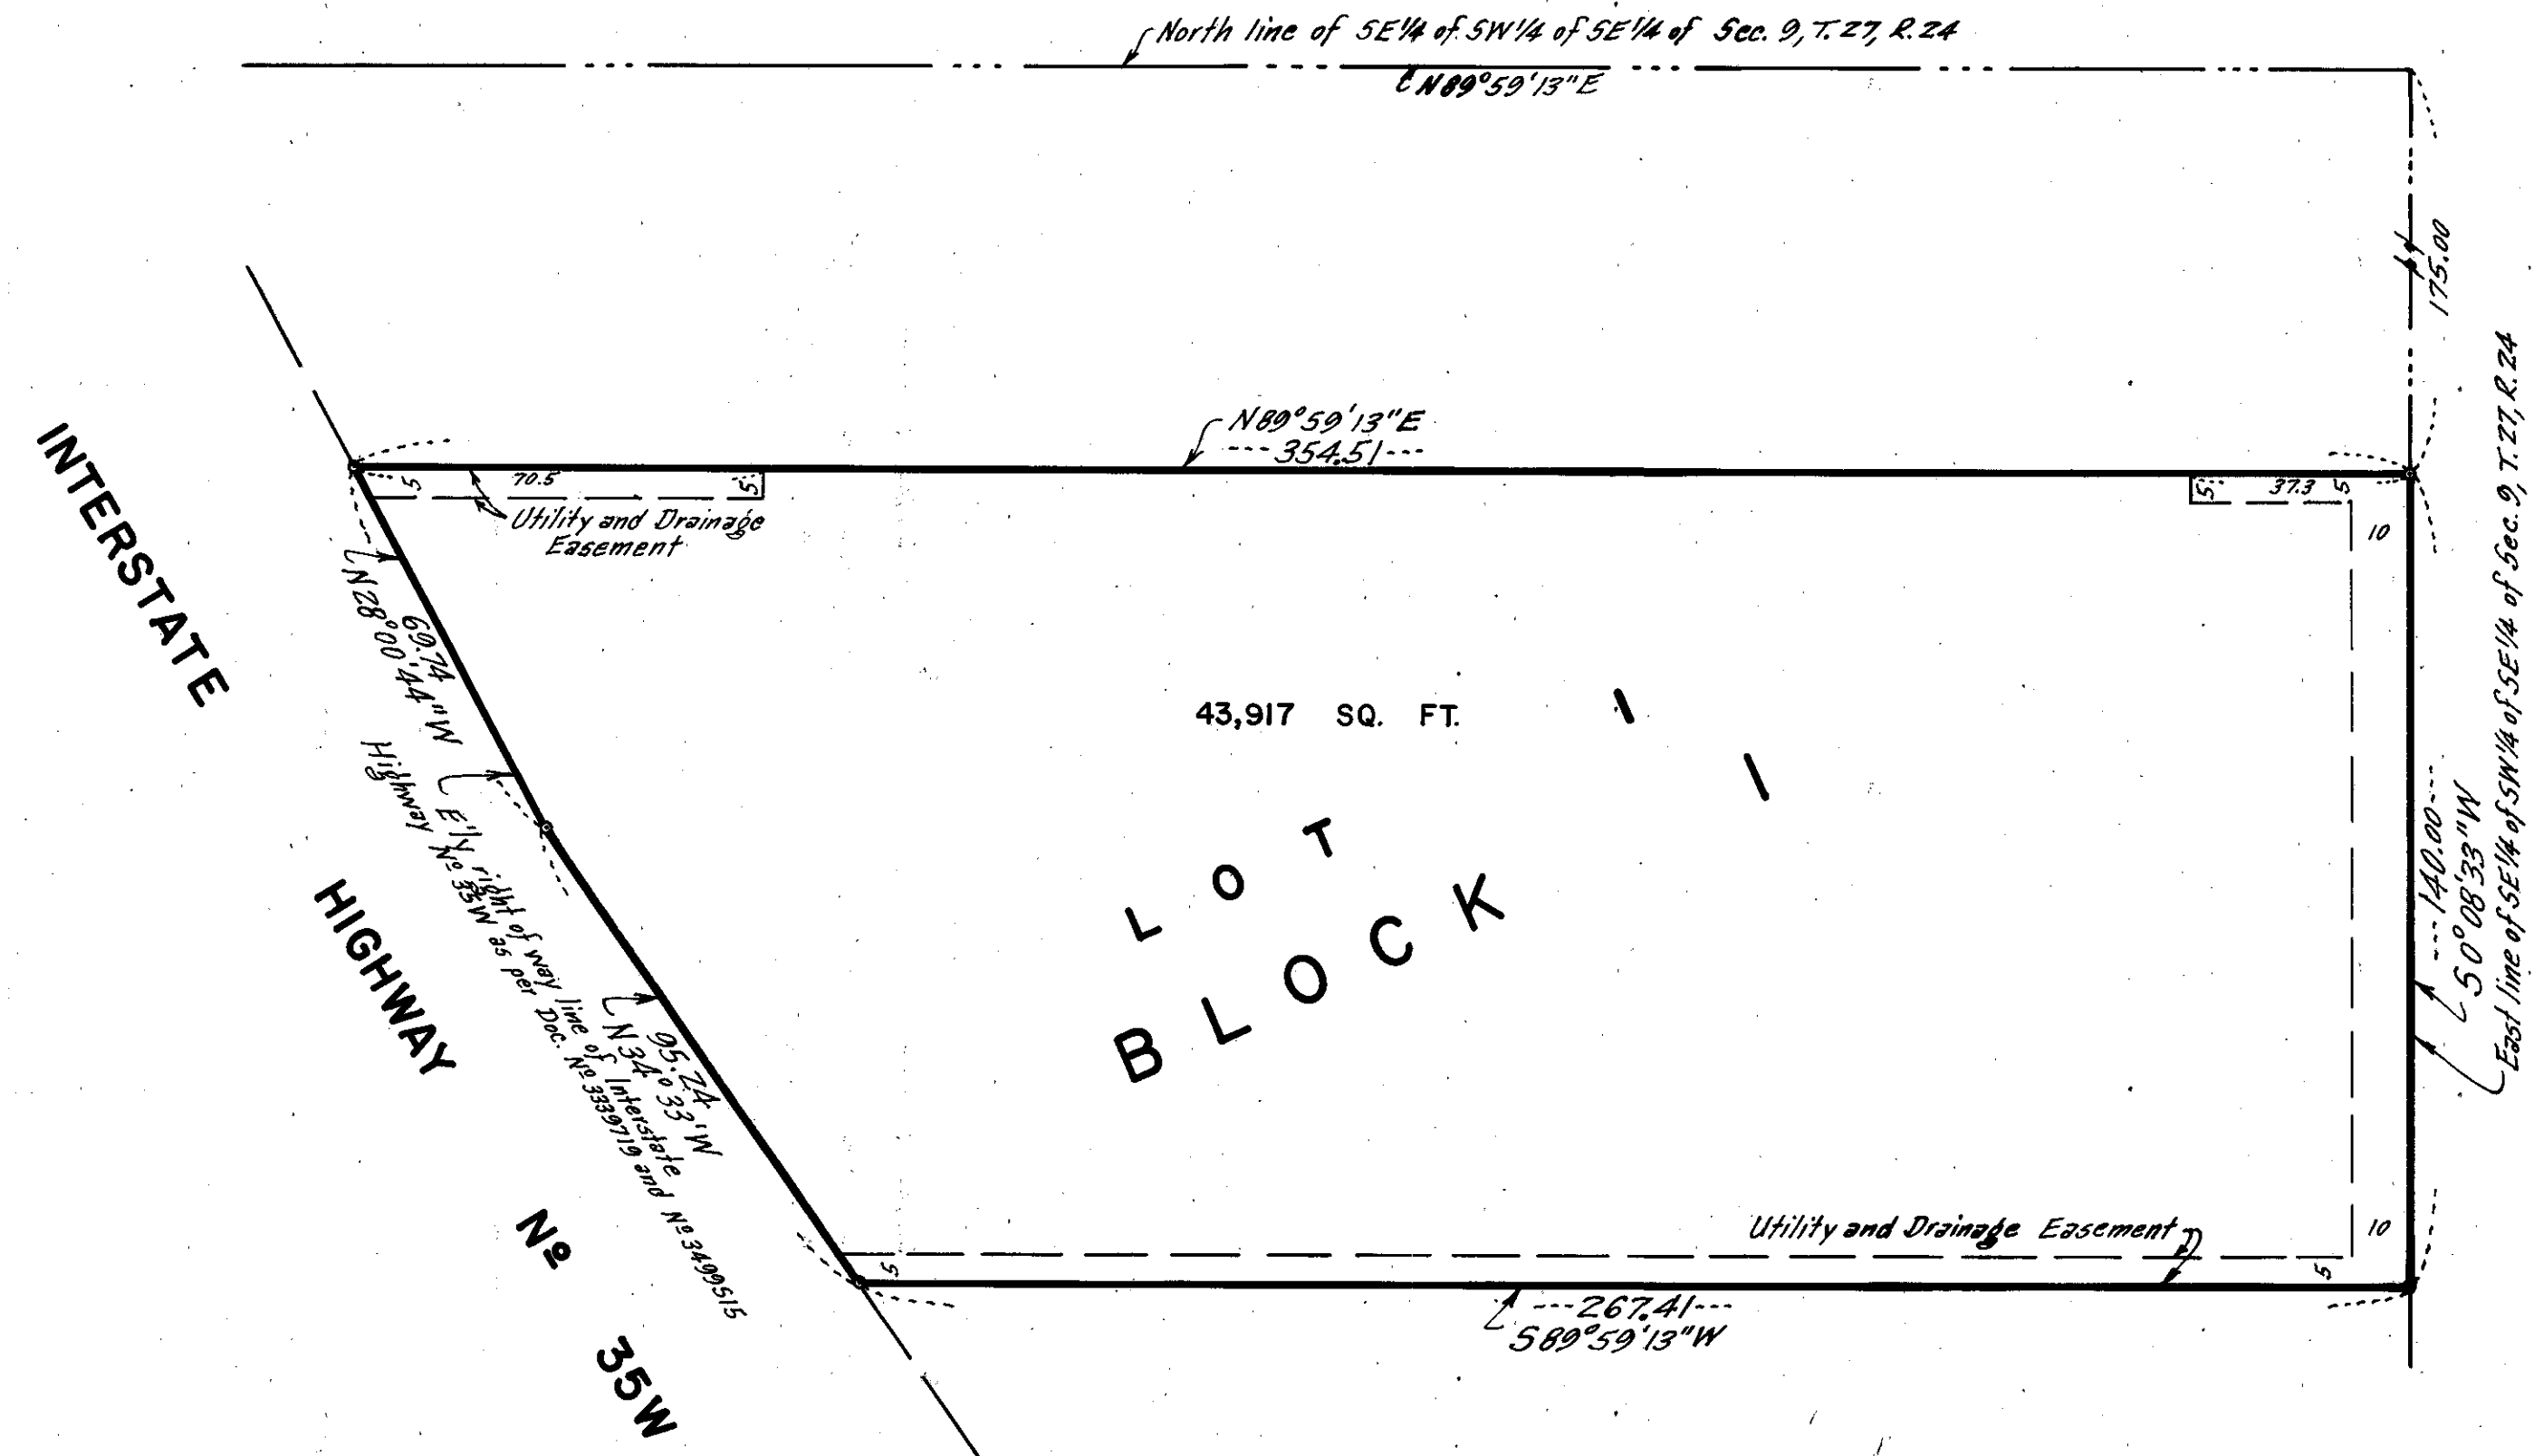 North line of SE1/4 of SW1/4 of SE1/4 of Sec. 9, T.27, R.24
N89°59'13"E
175.00
N89°59'13"E
---354.51---
5
70.5
5
5
37.3
5
10
Utility and Drainage
Easement
INTERSTATE
HIGHWAY
Nº
35W
69.74
N28°00'44"W
E'ly right of way line of Interstate
Highway Nº 35W as per Doc. Nº 3339719 and Nº 3499515
95.24
N34°33'W
43,917 SQ. FT.
LOT 1
BLOCK 1
---140.00---
S0°08'33"W
East line of SE1/4 of SW1/4 of SE1/4 of Sec. 9, T.27, R.24
Utility and Drainage Easement
10
5
5
---267.41---
S89°59'13"W